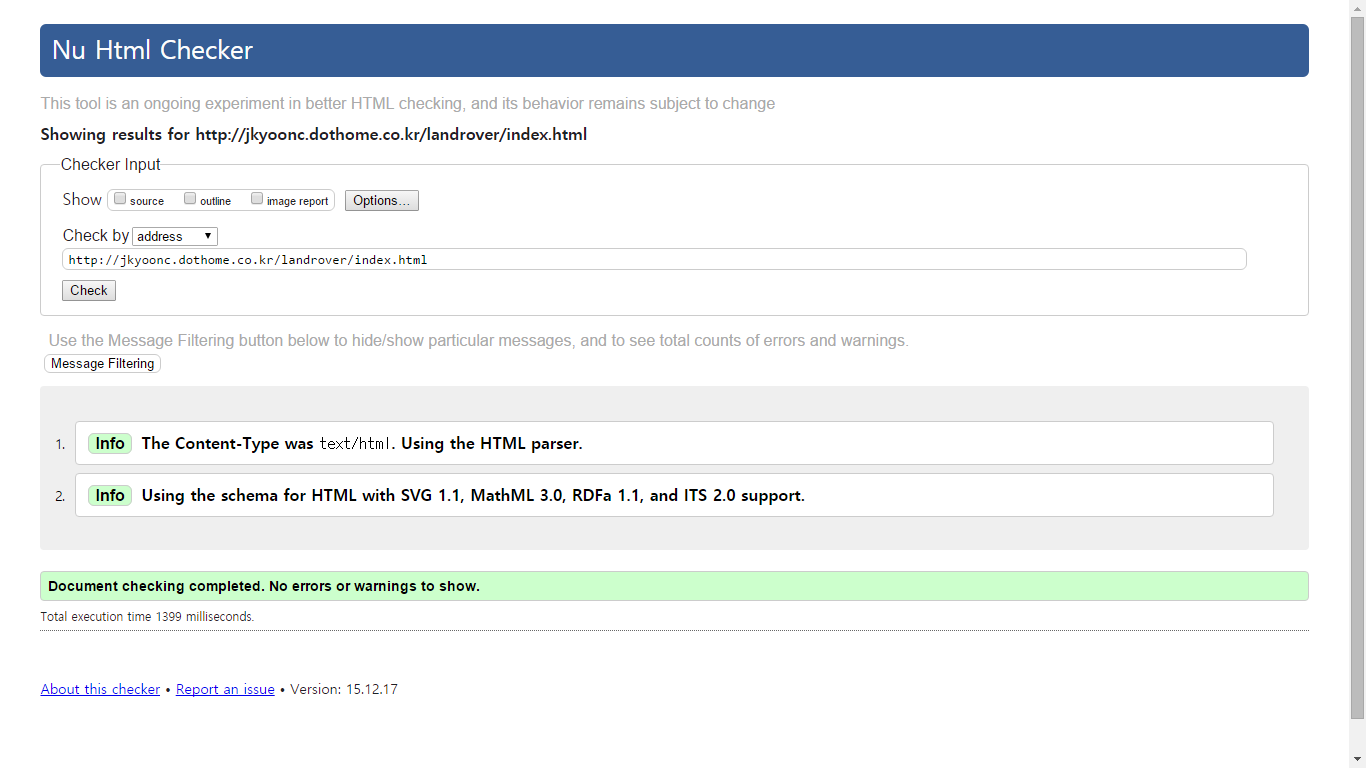 Nu Html Checker
This tool is an ongoing experiment in better HTML checking, and its behavior remains subject to change
Showing results for http://jkyoonc.dothome.co.kr/landrover/index.html
Checker Input
Show source outline image report Options...
Check by address
http://jkyoonc.dothome.co.kr/landrover/index.html
Check
Use the Message Filtering button below to hide/show particular messages, and to see total counts of errors and warnings.
Message Filtering
1. Info The Content-Type was text/html. Using the HTML parser.
2. Info Using the schema for HTML with SVG 1.1, MathML 3.0, RDFa 1.1, and ITS 2.0 support.
Document checking completed. No errors or warnings to show.
Total execution time 1399 milliseconds.
About this checker • Report an issue • Version: 15.12.17